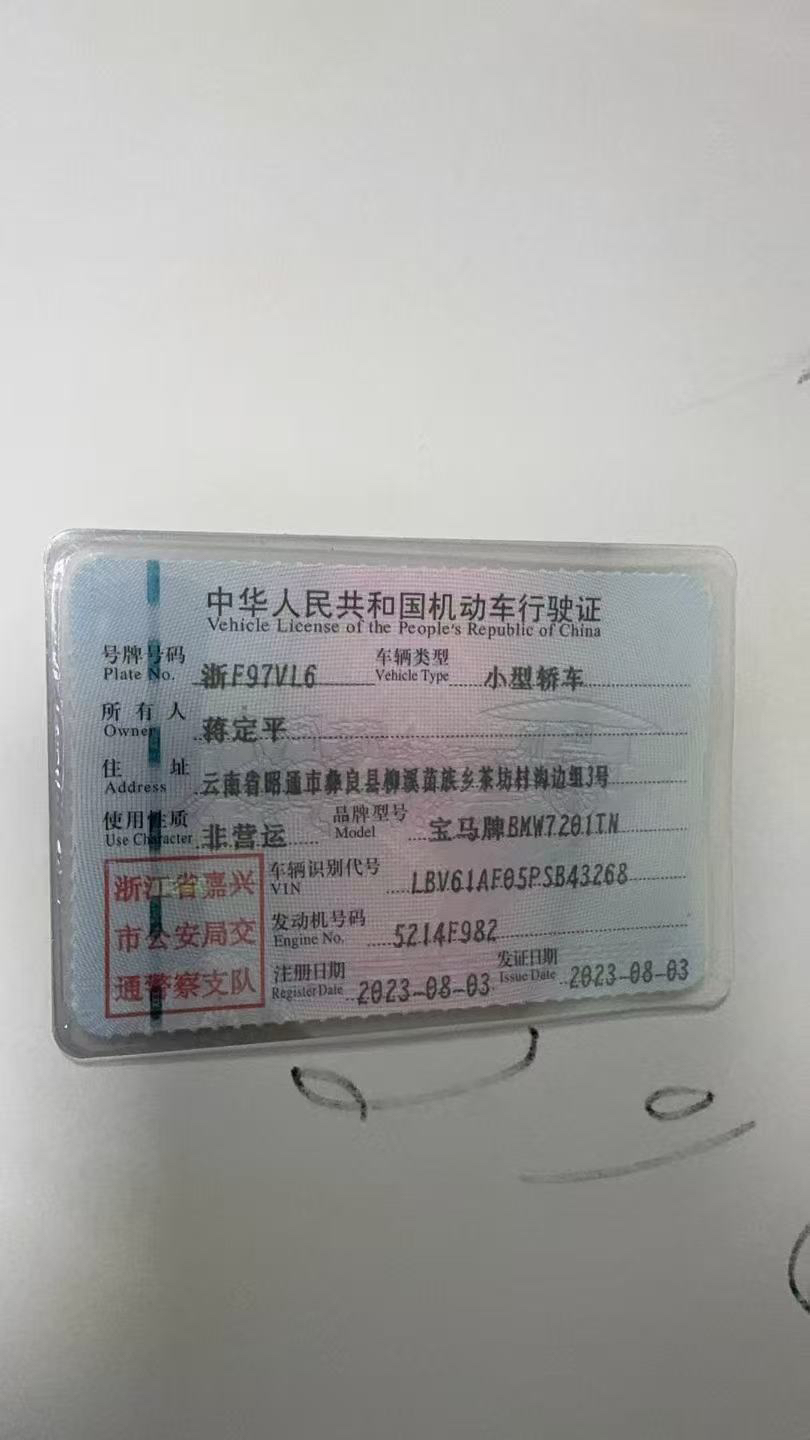 中华人民共和国机动车行驶证
Vehicle License of the People's Republic of China
号牌号码 浙F97VL6 车辆类型 小型轿车
Plate No. Vehicle Type
所有人 蒋定平
Owner
住址 云南省昭通市彝良县柳溪苗族乡茶坊村沟边组3号
Address
使用性质 非营运 品牌型号 宝马牌BMW7201TN
Use Character Model
浙江省嘉兴
市公安局交
通警察支队
车辆识别代号 LBV61AF05PSB43268
VIN
发动机号码 5214F982
Engine No.
注册日期 2023-08-03 发证日期 2023-08-03
Register Date Issue Date